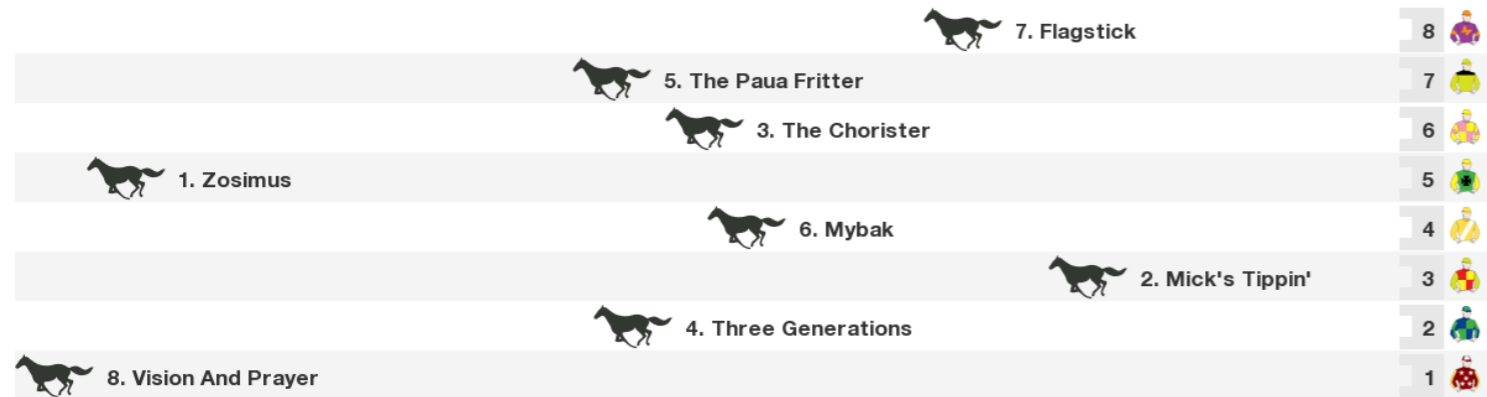 7. Flagstick 8
5. The Paua Fritter 7
3. The Chorister 6
1. Zosimus 5
6. Mybak 4
2. Mick's Tippin' 3
4. Three Generations 2
8. Vision And Prayer 1